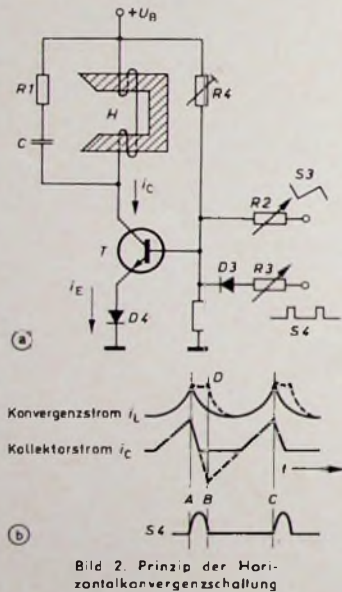 +U_B
R1
H
R4
C
i_C
S3
R2
T
D3
R3
i_E
D4
S4
a
D
Konvergenzstrom i_L
Kollektorstrom i_C
t
A B C
b
S4
Bild 2. Prinzip der Hori-
zontalkonvergenzschaltung